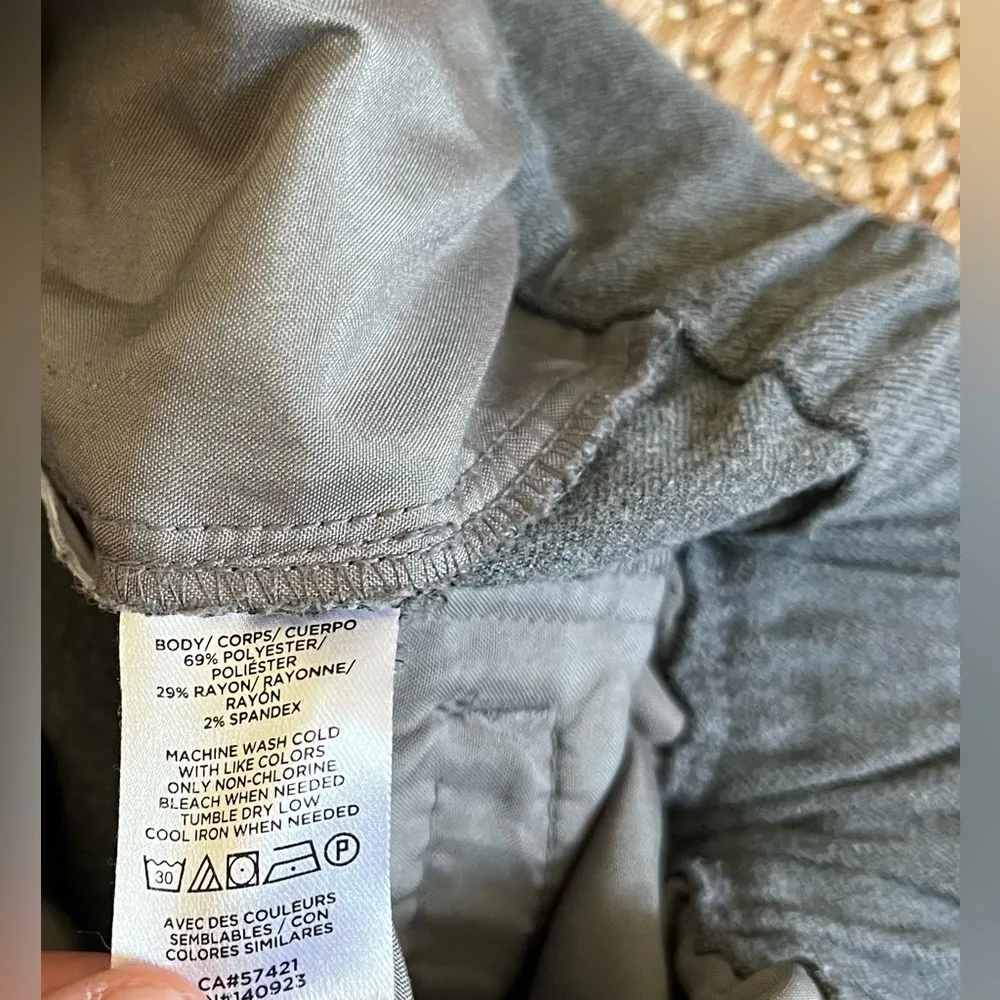 BODY/ CORPS/ CUERPO
69% POLYESTER/
POLIÉSTER
29% RAYON/RAYONNE/
RAYÓN
2% SPANDEX
MACHINE WASH COLD
WITH LIKE COLORS
ONLY NON-CHLORINE
BLEACH WHEN NEEDED
TUMBLE DRY LOW
COOL IRON WHEN NEEDED
30 P
AVEC DES COULEURS
SEMBLABLES / CON
COLORES SIMILARES
CA#57421
N#140923